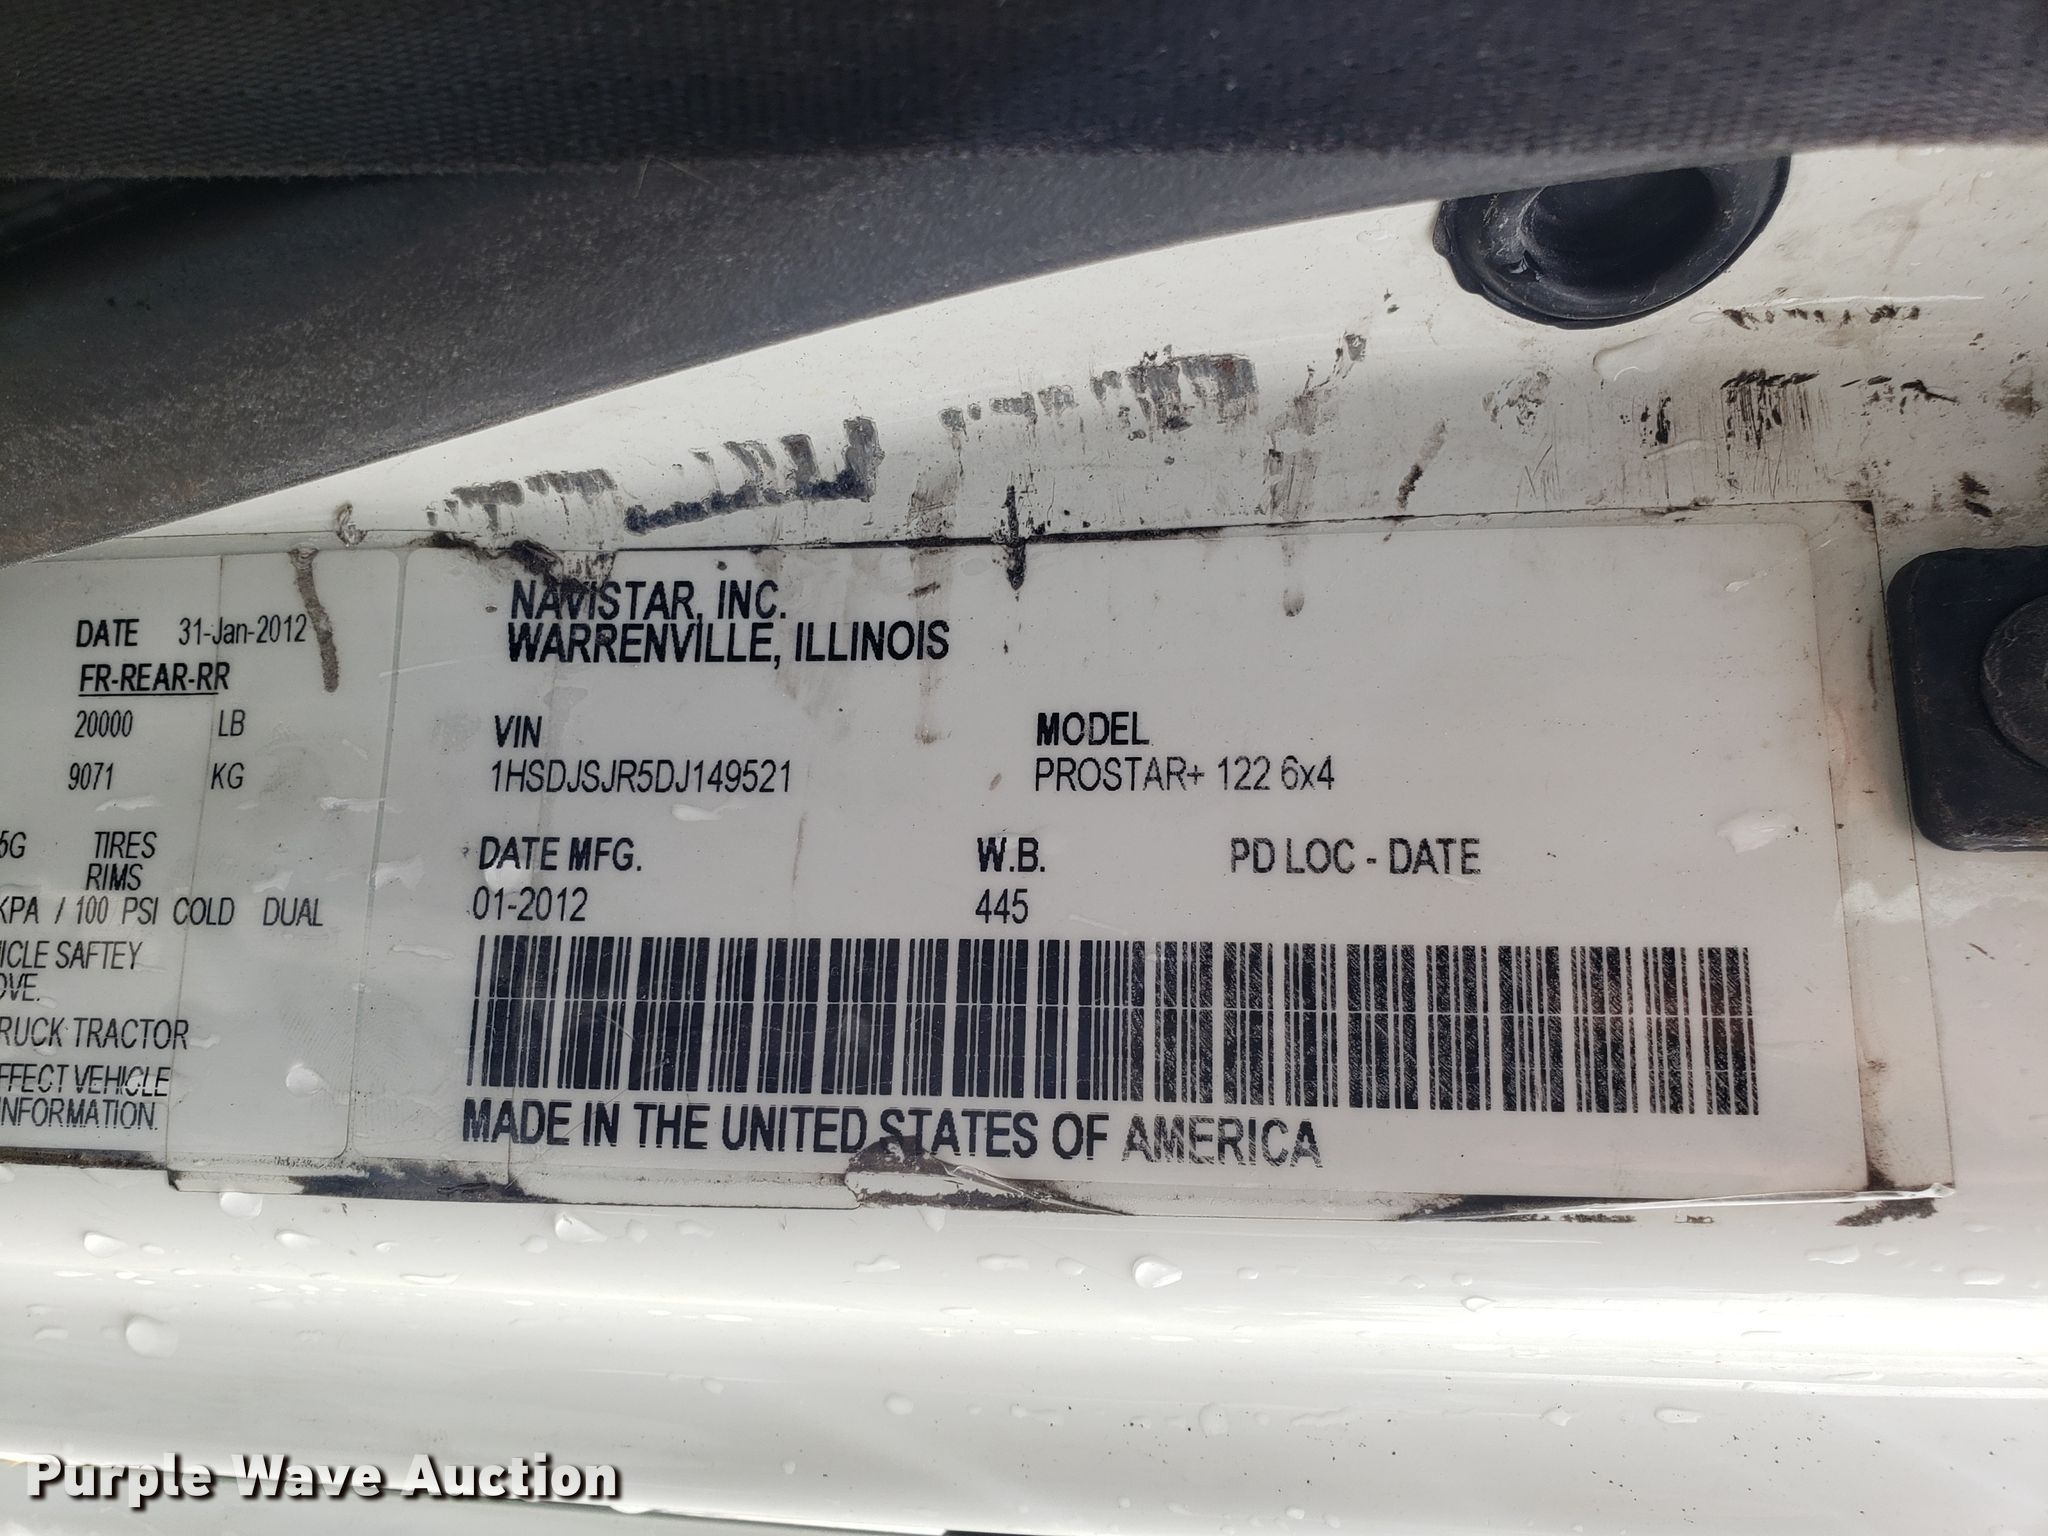 DATE 31-Jan-2012
FR-REAR-RR
20000 LB
9071 KG
5G TIRES
RIMS
KPA / 100 PSI COLD DUAL
ICLE SAFTEY
OVE.
RUCK TRACTOR
FFECT VEHICLE
INFORMATION.
NAVISTAR, INC.
WARRENVILLE, ILLINOIS
VIN MODEL
1HSDJSJR5DJ149521 PROSTAR+ 122 6x4
DATE MFG. W.B. PD LOC - DATE
01-2012 445
MADE IN THE UNITED STATES OF AMERICA
Purple Wave Auction